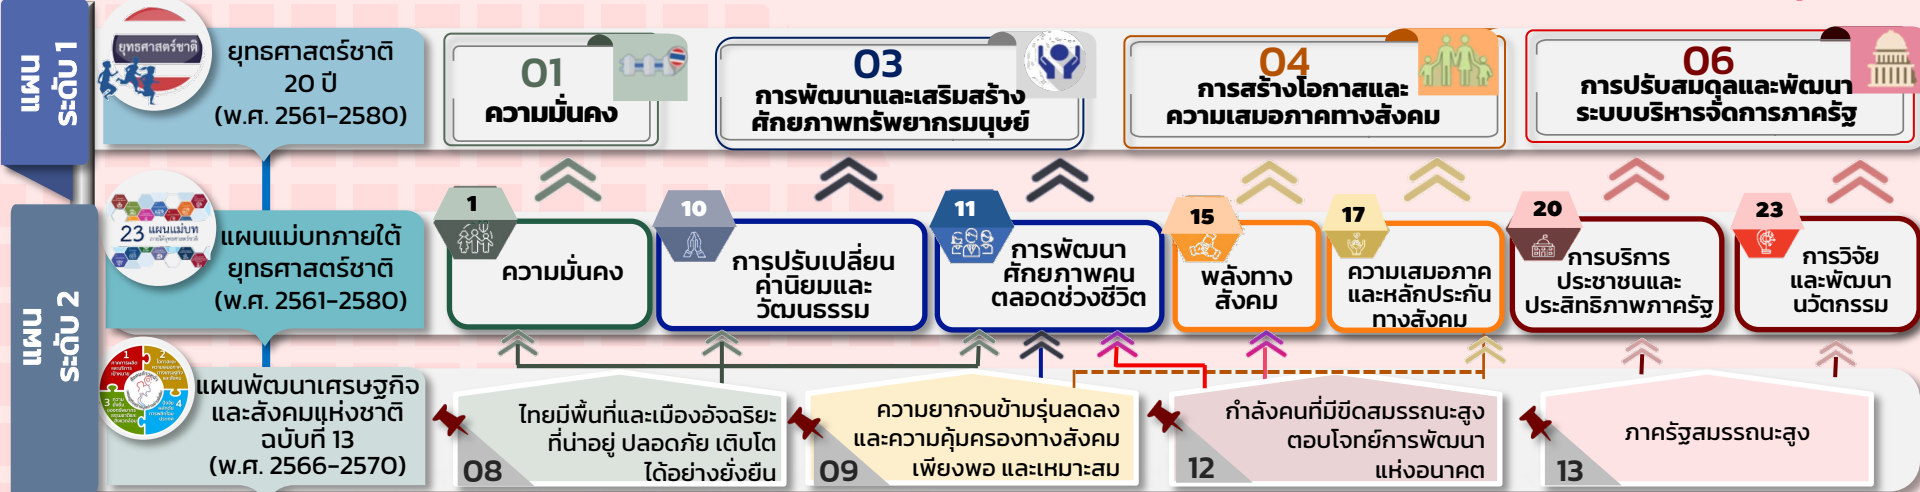 แผน
ระดับ 1
ยุทธศาสตร์ชาติ
ยุทธศาสตร์ชาติ
20 ปี
(พ.ศ. 2561-2580)
01
ความมั่นคง
03
การพัฒนาและเสริมสร้าง
ศักยภาพทรัพยากรมนุษย์
04
การสร้างโอกาสและ
ความเสมอภาคทางสังคม
06
การปรับสมดุลและพัฒนา
ระบบบริหารจัดการภาครัฐ
แผน
ระดับ 2
23 แผนแม่บท
ภายใต้ยุทธศาสตร์ชาติ
แผนแม่บทภายใต้
ยุทธศาสตร์ชาติ
(พ.ศ. 2561-2580)
1
ความมั่นคง
10
การปรับเปลี่ยน
ค่านิยมและ
วัฒนธรรม
11
การพัฒนา
ศักยภาพคน
ตลอดช่วงชีวิต
15
พลังทาง
สังคม
17
ความเสมอภาค
และหลักประกัน
ทางสังคม
20
การบริการ
ประชาชนและ
ประสิทธิภาพภาครัฐ
23
การวิจัย
และพัฒนา
นวัตกรรม
1
2
3
4
แผนพัฒนาเศรษฐกิจ
และสังคมแห่งชาติ
ฉบับที่ 13
(พ.ศ. 2566-2570)
08
ไทยมีพื้นที่และเมืองอัจฉริยะ
ที่น่าอยู่ ปลอดภัย เติบโต
ได้อย่างยั่งยืน
09
ความยากจนข้ามรุ่นลดลง
และความคุ้มครองทางสังคม
เพียงพอ และเหมาะสม
12
กำลังคนที่มีขีดสมรรถนะสูง
ตอบโจทย์การพัฒนา
แห่งอนาคต
13
ภาครัฐสมรรถนะสูง